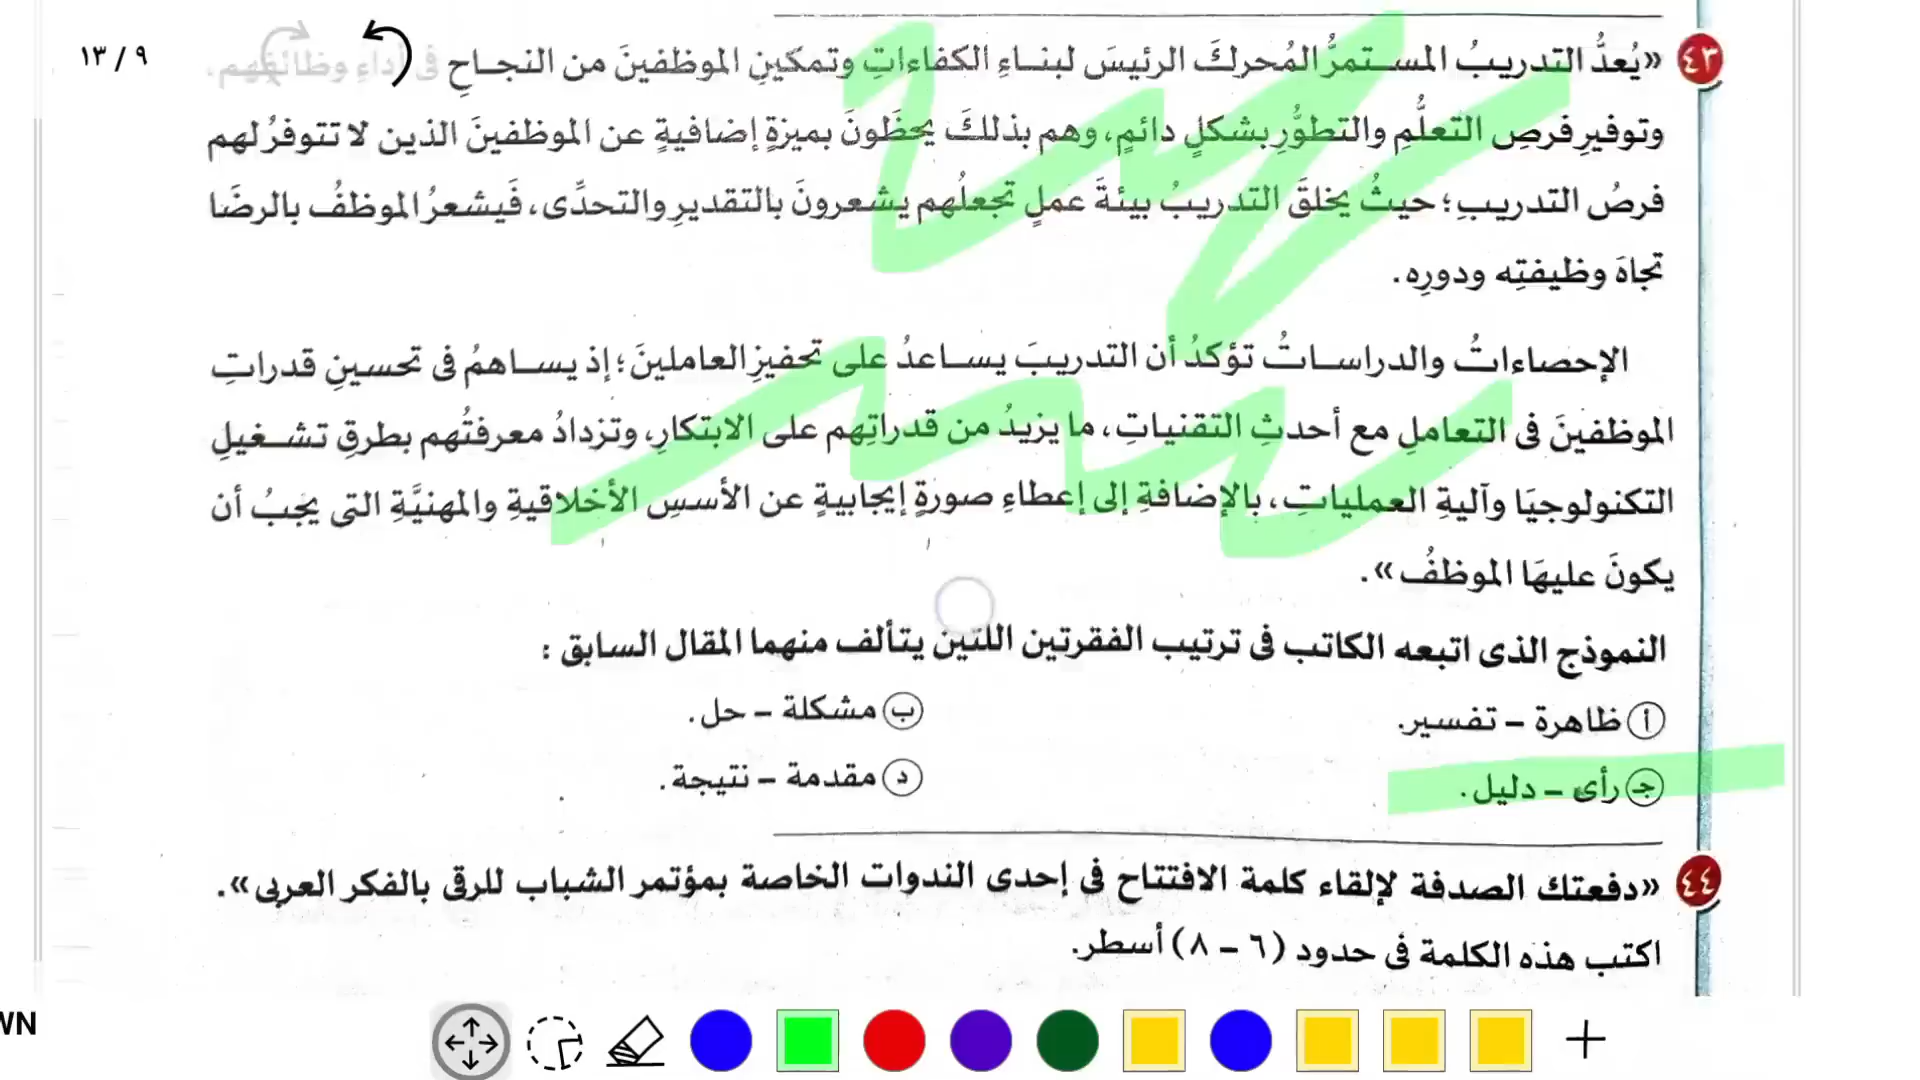 ١٣ / ٩
٤٣ «يُعدُّ التدريبُ المستمرُّ المُحركَ الرئيسَ لبناءِ الكفاءاتِ وتمكينِ الموظفينَ من النجاحِ فى أداءِ وظائفِهم.
وتوفيرِ فرصِ التعلُّمِ والتطوُّرِ بشكلٍ دائمٍ، وهم بذلكَ يحظَونَ بميزةٍ إضافيةٍ عن الموظفينَ الذين لا تتوفرُ لهم
فرصُ التدريبِ؛ حيثُ يخلقَ التدريبُ بيئةَ عملٍ تجعلُهم يشعرونَ بالتقديرِ والتحدِّى، فَيشعرُ الموظفُ بالرضَا
تجاهَ وظيفتِه ودورِه.
الإحصاءاتُ والدراساتُ تؤكدُ أن التدريبَ يساعدُ على تحفيزِ العاملينَ؛ إذ يساهمُ فى تحسينِ قدراتِ
الموظفينَ فى التعاملِ مع أحدثِ التقنياتِ، ما يزيدُ من قدراتِهم على الابتكارِ، وتزدادُ معرفتُهم بطرقِ تشغيلِ
التكنولوجيَا وآليةِ العملياتِ، بالإضافةِ إلى إعطاءِ صورةٍ إيجابيةٍ عن الأسسِ الأخلاقيةِ والمهنيَّةِ التى يجبُ أن
يكونَ عليهَا الموظفُ».
النموذج الذى اتبعه الكاتب فى ترتيب الفقرتين اللتين يتألف منهما المقال السابق :
أ ظاهرة – تفسير. ب مشكلة – حل.
ج رأى – دليل. د مقدمة – نتيجة.
٤٤ «دفعتك الصدفة لإلقاء كلمة الافتتاح فى إحدى الندوات الخاصة بمؤتمر الشباب للرقى بالفكر العربى».
اكتب هذه الكلمة فى حدود (٦ – ٨) أسطر.
WN